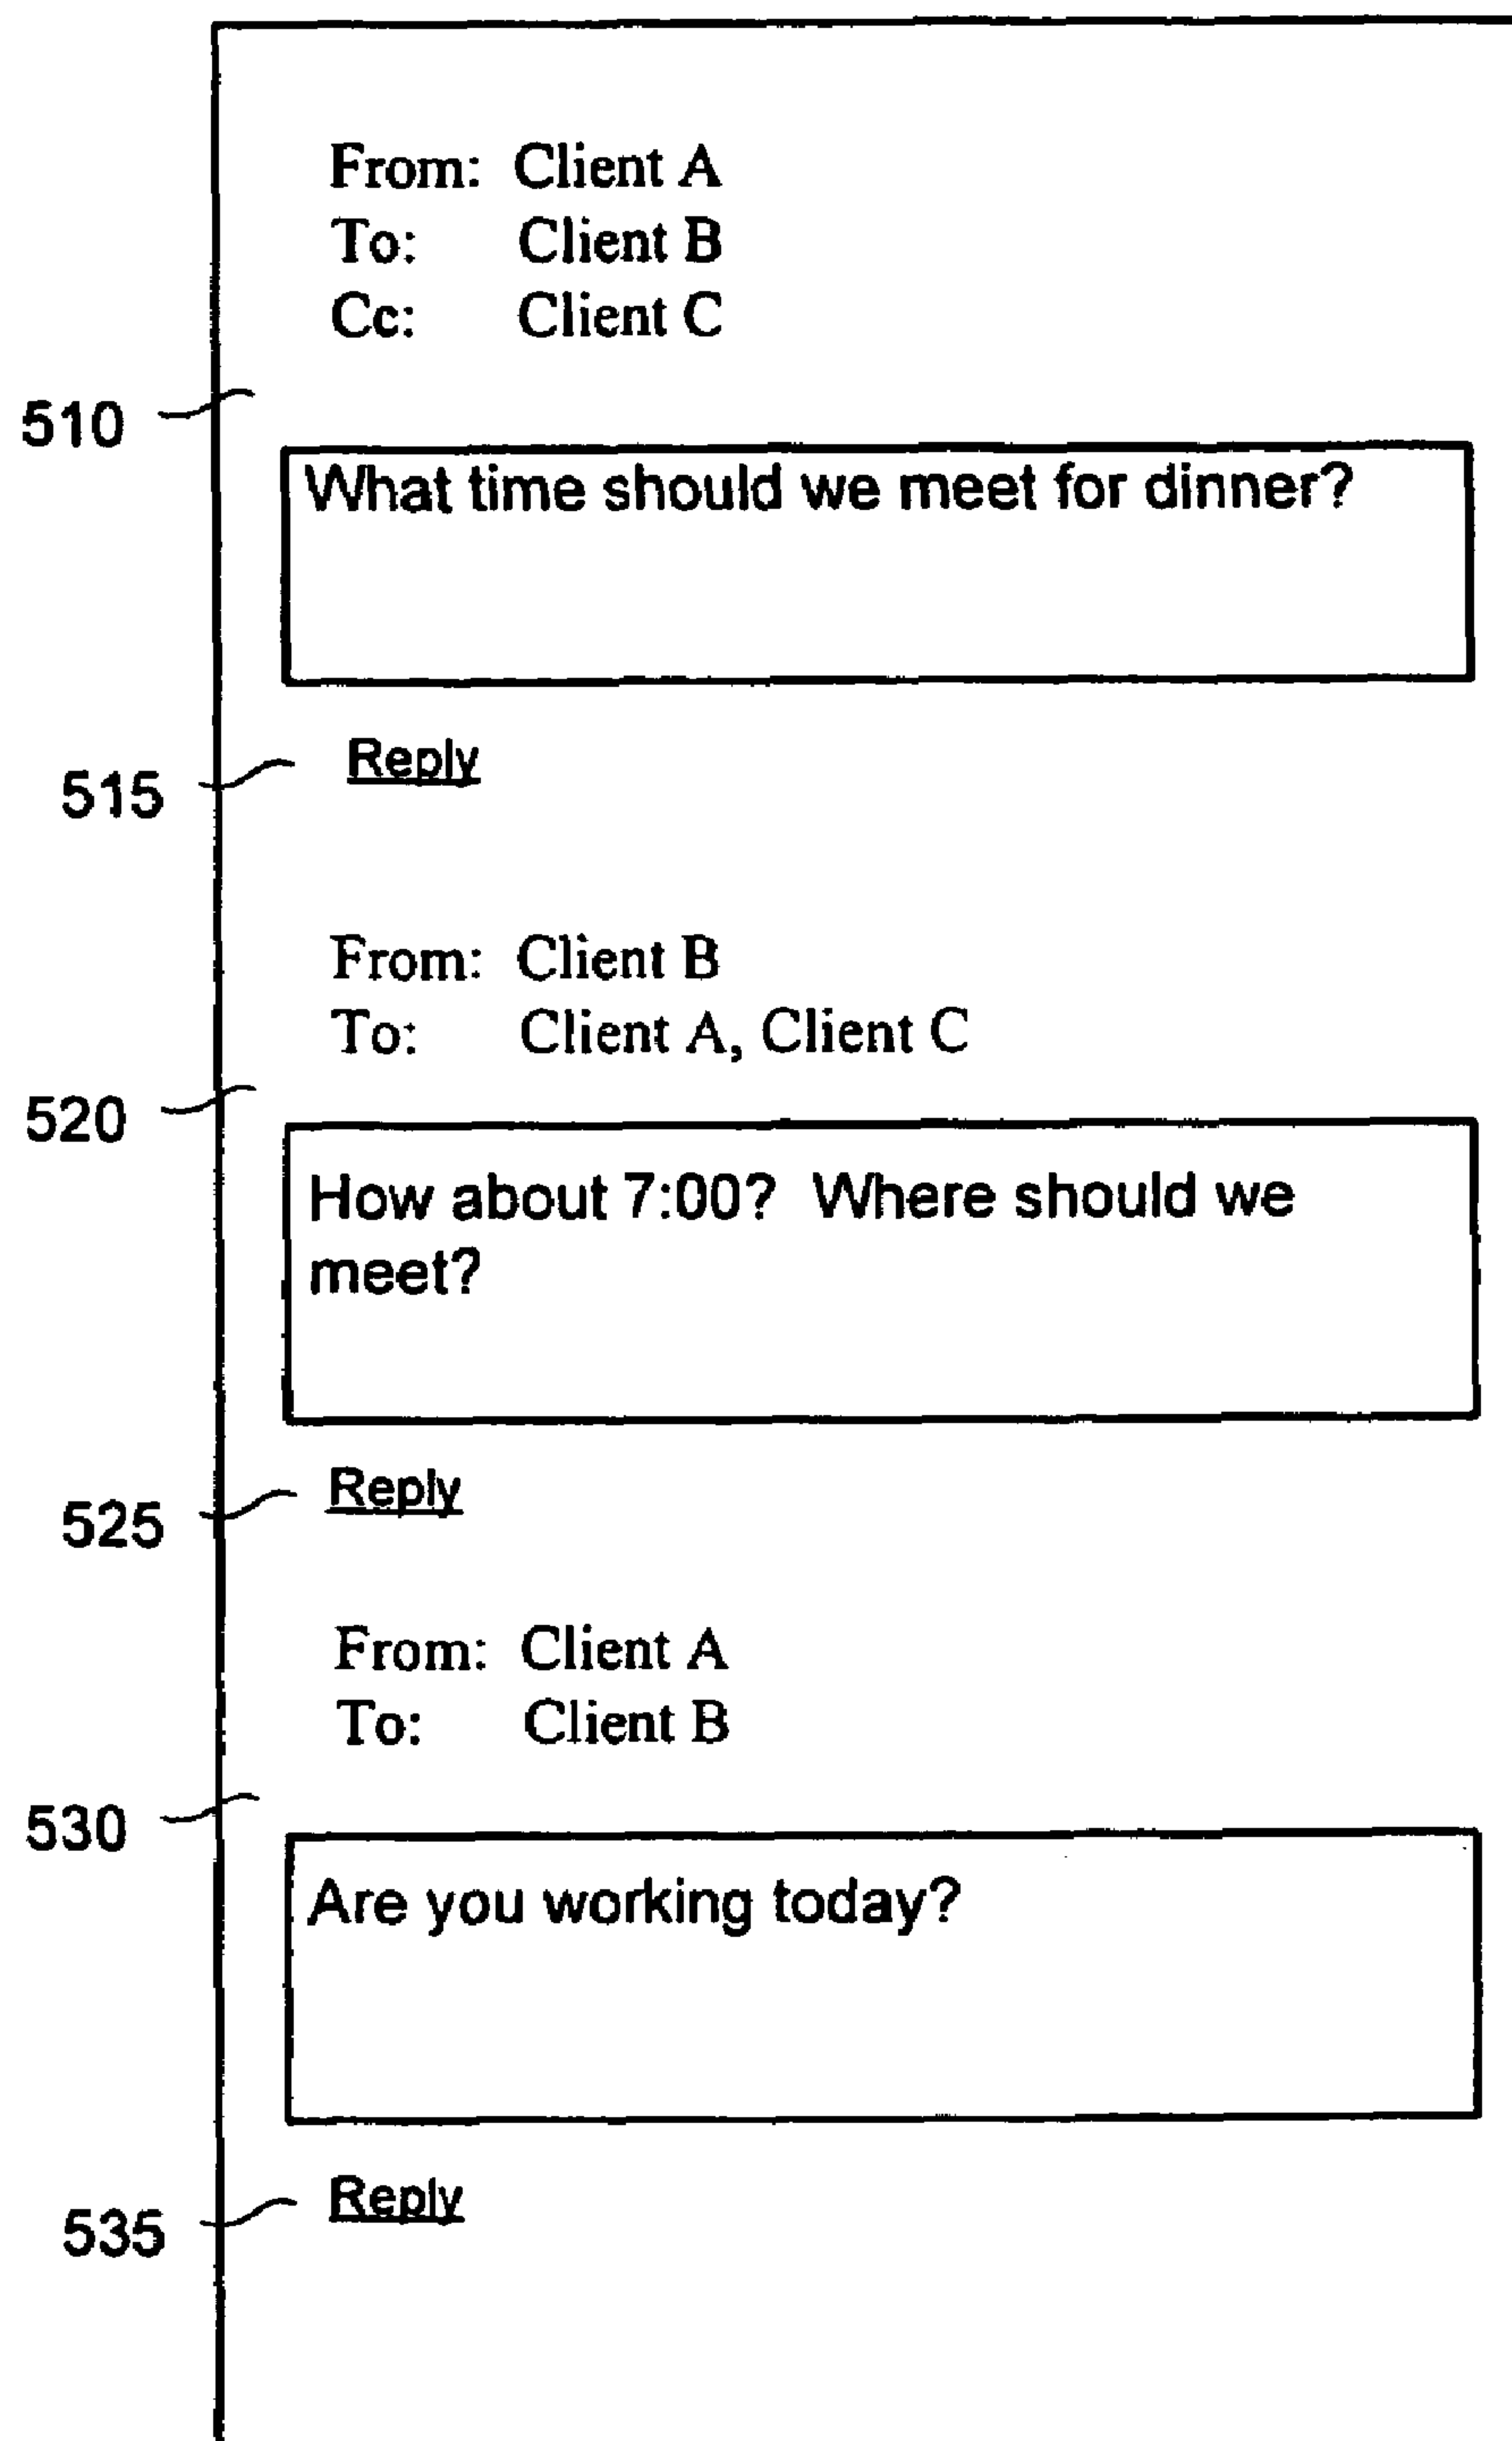 From: Client A
To: Client B
Cc: Client C
510
What time should we meet for dinner?
515 Reply
From: Client B
To: Client A, Client C
520
How about 7:00? Where should we
meet?
525 Reply
From: Client A
To: Client B
530
Are you working today?
535 Reply